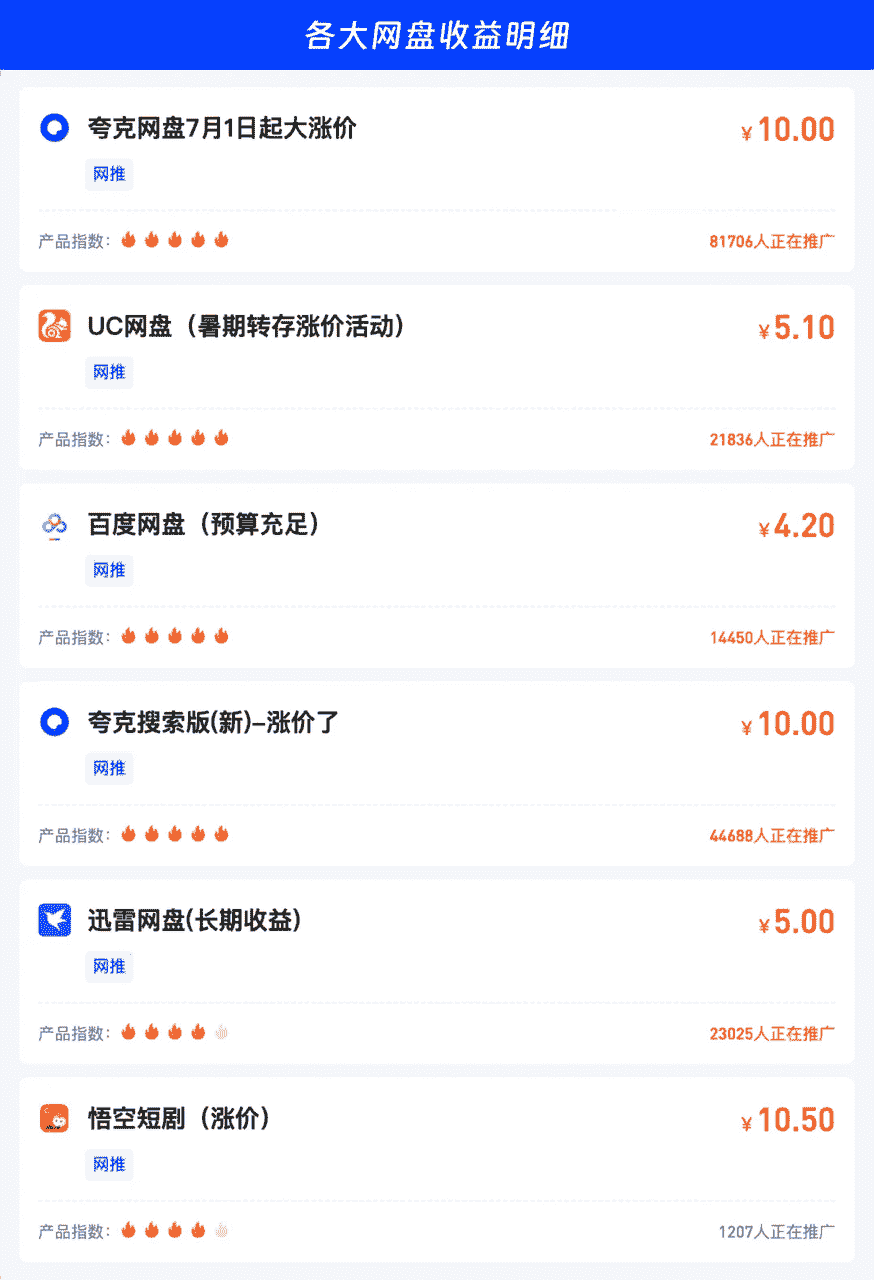 各大网盘收益明细
夸克网盘7月1日起大涨价
¥10.00
网推
产品指数：
81706人正在推广
UC网盘（暑期转存涨价活动）
¥5.10
网推
产品指数：
21836人正在推广
百度网盘（预算充足）
¥4.20
网推
产品指数：
14450人正在推广
夸克搜索版(新)–涨价了
¥10.00
网推
产品指数：
44688人正在推广
迅雷网盘(长期收益)
¥5.00
网推
产品指数：
23025人正在推广
悟空短剧（涨价）
¥10.50
网推
产品指数：
1207人正在推广